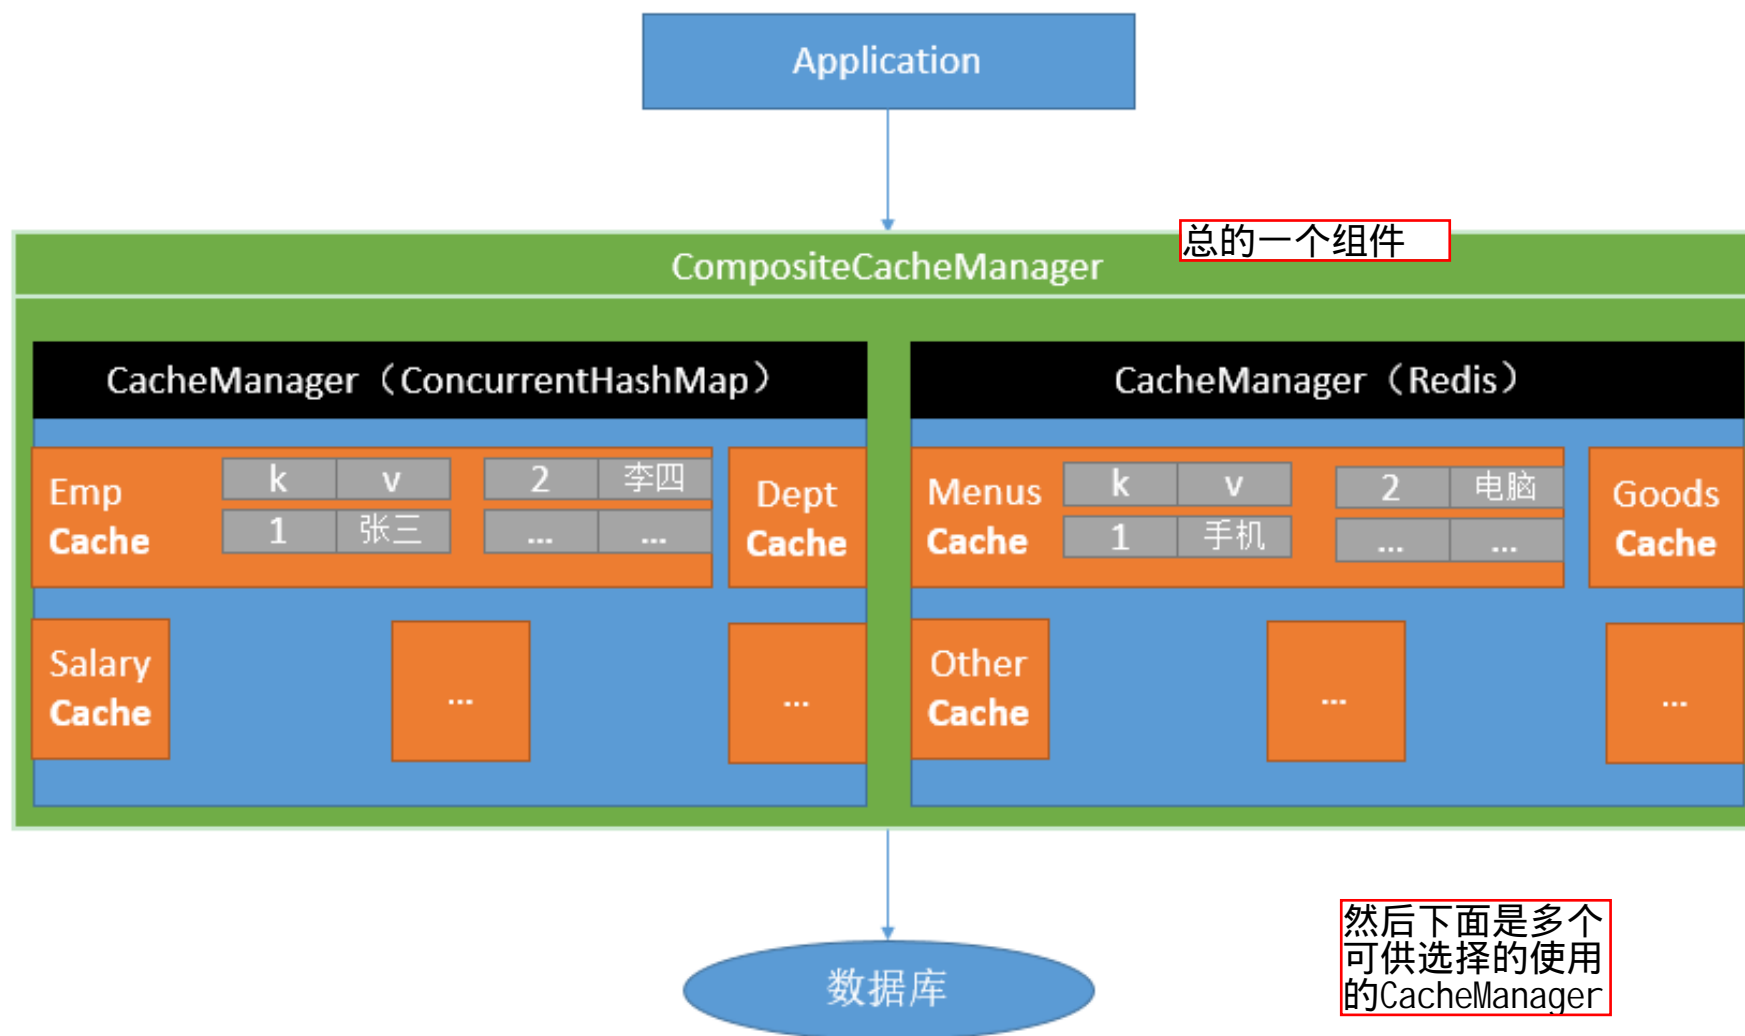 Application
总的一个组件
CompositeCacheManager
CacheManager（ConcurrentHashMap）
CacheManager（Redis）
Emp
Cache
k
v
1
张三
2
李四
...
...
Dept
Cache
Menus
Cache
k
v
1
手机
2
电脑
...
...
Goods
Cache
Salary
Cache
...
...
Other
Cache
...
...
数据库
然后下面是多个
可供选择的使用
的CacheManager